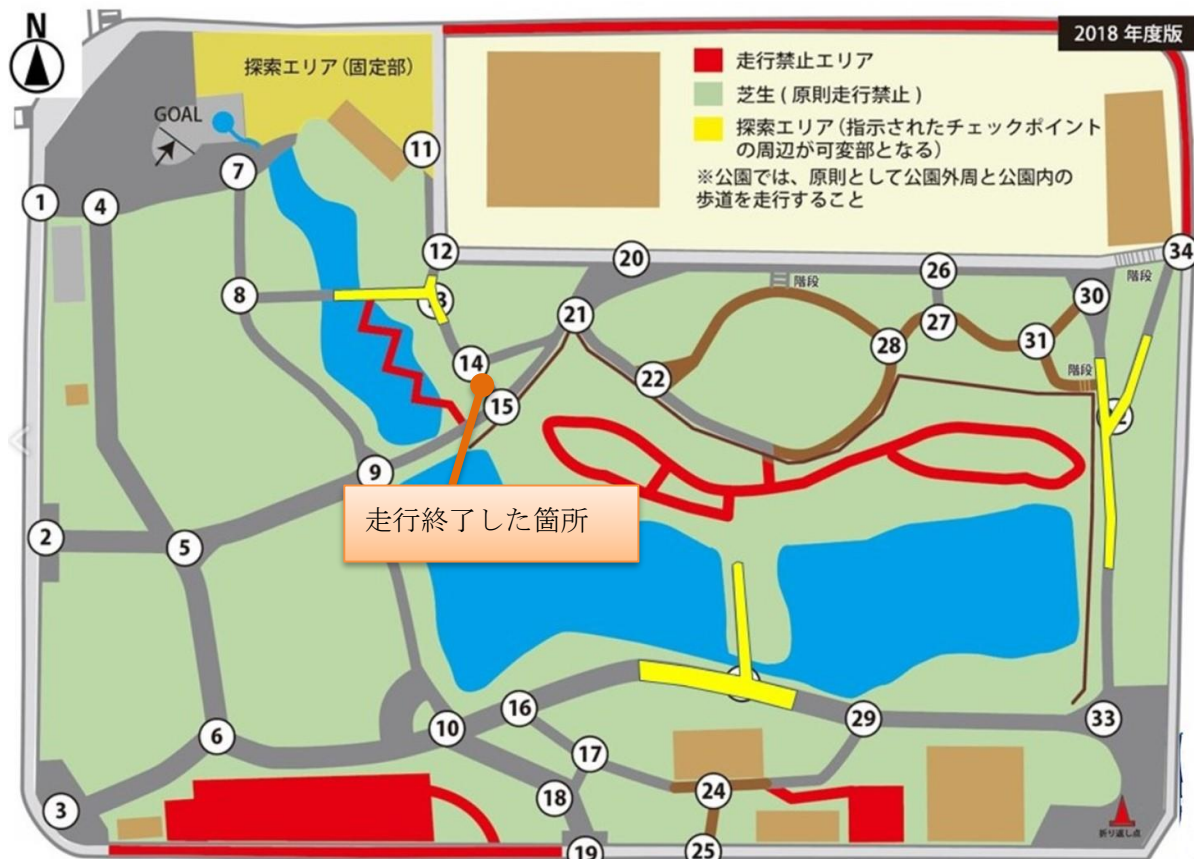 N
2018 年度版
探索エリア(固定部)
GOAL
走行禁止エリア
芝生 ( 原則走行禁止 )
探索エリア(指示されたチェックポイント
の周辺が可変部となる)
※公園では、原則として公園外周と公園内の
歩道を走行すること
11
7
1
4
12
20
26
34
階段
階段
8
21
27
30
31
28
14
22
階段
15
9
走行終了した箇所
2
5
16
29
33
10
6
17
24
18
3
折り返し点
19
25